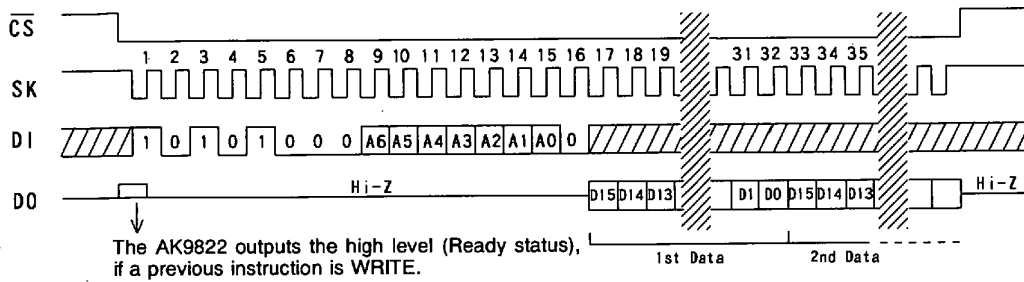 CS
1 2 3 4 5 6 7 8 9 10 11 12 13 14 15 16 17 18 19 31 32 33 34 35
SK
DI 1 0 1 0 1 0 0 0 A6 A5 A4 A3 A2 A1 A0 0
Hi-Z Hi-Z
DO D15 D14 D13 D1 D0 D15 D14 D13
The AK9822 outputs the high level (Ready status),
if a previous instruction is WRITE.
1st Data 2nd Data